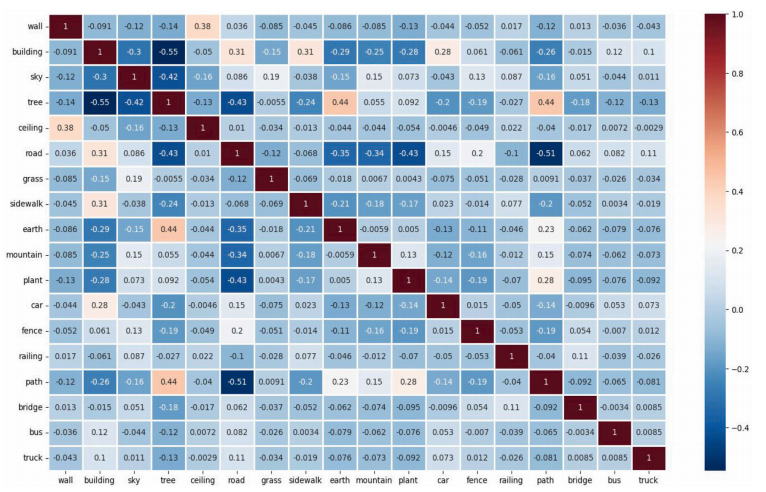 wall 1 -0.091 -0.12 -0.14 0.38 0.036 -0.085 -0.045 -0.086 -0.085 -0.13 -0.044 -0.052 0.017 -0.12 0.013 -0.036 -0.043
building -0.091 1 -0.3 -0.55 -0.05 0.31 -0.15 0.31 -0.29 -0.25 -0.28 0.28 0.061 -0.061 -0.26 -0.015 0.12 0.1
sky -0.12 -0.3 1 -0.42 -0.16 0.086 0.19 -0.038 -0.15 0.15 0.073 -0.043 0.13 0.087 -0.16 0.051 -0.044 0.011
tree -0.14 -0.55 -0.42 1 -0.13 -0.43 -0.0055 -0.24 0.44 0.055 0.092 -0.2 -0.19 -0.027 0.44 -0.18 -0.12 -0.13
ceiling 0.38 -0.05 -0.16 -0.13 1 0.01 -0.034 -0.013 -0.044 -0.044 -0.054 -0.0046 -0.049 0.022 -0.04 -0.017 0.0072 -0.0029
road 0.036 0.31 0.086 -0.43 0.01 1 -0.12 -0.068 -0.35 -0.34 -0.43 0.15 0.2 -0.1 -0.51 0.062 0.082 0.11
grass -0.085 -0.15 0.19 -0.0055 -0.034 -0.12 1 -0.069 -0.018 0.0067 0.0043 -0.075 -0.051 -0.028 0.0091 -0.037 -0.026 -0.034
sidewalk -0.045 0.31 -0.038 -0.24 -0.013 -0.068 -0.069 1 -0.21 -0.18 -0.17 0.023 -0.014 0.077 -0.2 -0.052 0.0034 -0.019
earth -0.086 -0.29 -0.15 0.44 -0.044 -0.35 -0.018 -0.21 1 -0.0059 0.005 -0.13 -0.11 -0.046 0.23 -0.062 -0.079 -0.076
mountain -0.085 -0.25 0.15 0.055 -0.044 -0.34 0.0067 -0.18 -0.0059 1 0.13 -0.12 -0.16 -0.012 0.15 -0.074 -0.062 -0.073
plant -0.13 -0.28 0.073 0.092 -0.054 -0.43 0.0043 -0.17 0.005 0.13 1 -0.14 -0.19 -0.07 0.28 -0.095 -0.076 -0.092
car -0.044 0.28 -0.043 -0.2 -0.0046 0.15 -0.075 0.023 -0.13 -0.12 -0.14 1 0.015 -0.05 -0.14 -0.0096 0.053 0.073
fence -0.052 0.061 0.13 -0.19 -0.049 0.2 -0.051 -0.014 -0.11 -0.16 -0.19 0.015 1 -0.053 -0.19 0.054 -0.007 0.012
railing 0.017 -0.061 0.087 -0.027 0.022 -0.1 -0.028 0.077 -0.046 -0.012 -0.07 -0.05 -0.053 1 -0.04 0.11 -0.039 -0.026
path -0.12 -0.26 -0.16 0.44 -0.04 -0.51 0.0091 -0.2 0.23 0.15 0.28 -0.14 -0.19 -0.04 1 -0.092 -0.065 -0.081
bridge 0.013 -0.015 0.051 -0.18 -0.017 0.062 -0.037 -0.052 -0.062 -0.074 -0.095 -0.0096 0.054 0.11 -0.092 1 -0.0034 0.0085
bus -0.036 0.12 -0.044 -0.12 0.0072 0.082 -0.026 0.0034 -0.079 -0.062 -0.076 0.053 -0.007 -0.039 -0.065 -0.0034 1 0.0085
truck -0.043 0.1 0.011 -0.13 -0.0029 0.11 -0.034 -0.019 -0.076 -0.073 -0.092 0.073 0.012 -0.026 -0.081 0.0085 0.0085 1
wall building sky tree ceiling road grass sidewalk earth mountain plant car fence railing path bridge bus truck
1.0
0.8
0.6
0.4
0.2
0.0
−0.2
−0.4